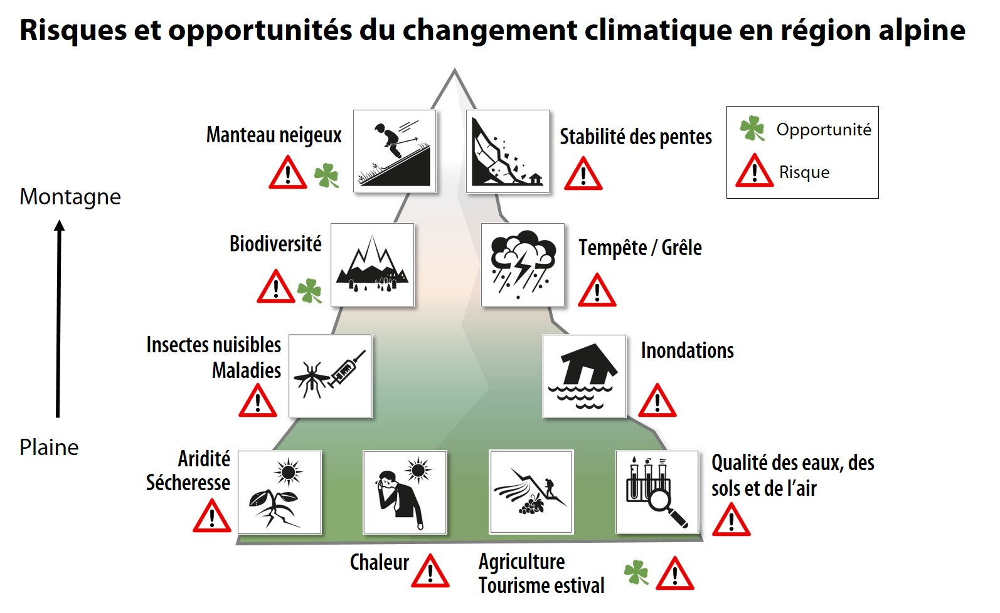 Risques et opportunités du changement climatique en région alpine
Manteau neigeux
Stabilité des pentes
Opportunité
Risque
Montagne
Biodiversité
Tempête / Grêle
Insectes nuisibles
Maladies
Inondations
Plaine
Aridité
Sécheresse
Qualité des eaux, des
sols et de l’air
Chaleur
Agriculture
Tourisme estival